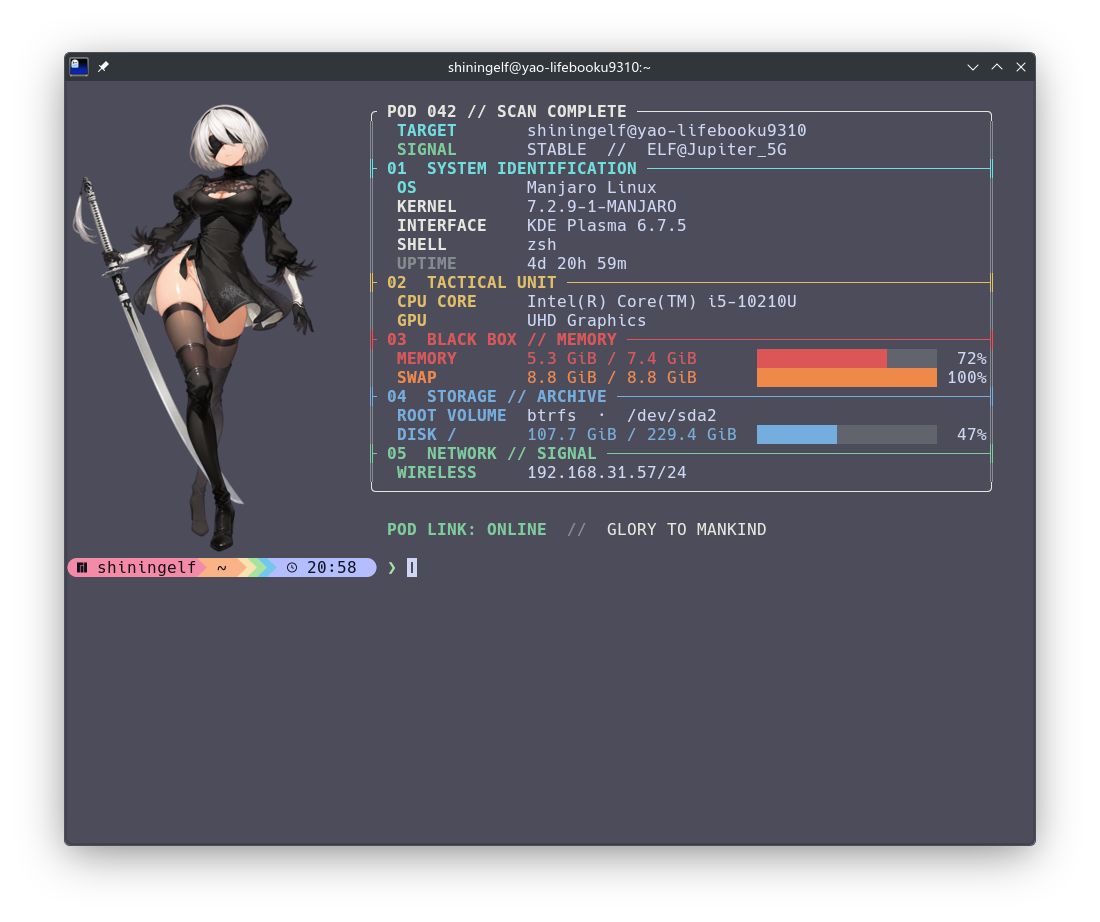 shiningelf@yao-lifebooku9310:~
POD 042 // SCAN COMPLETE
TARGET shiningelf@yao-lifebooku9310
SIGNAL STABLE // ELF@Jupiter_5G
01 SYSTEM IDENTIFICATION
OS Manjaro Linux
KERNEL 7.2.9-1-MANJARO
INTERFACE KDE Plasma 6.7.5
SHELL zsh
UPTIME 4d 20h 59m
02 TACTICAL UNIT
CPU CORE Intel(R) Core(TM) i5-10210U
GPU UHD Graphics
03 BLACK BOX // MEMORY
MEMORY 5.3 GiB / 7.4 GiB 72%
SWAP 8.8 GiB / 8.8 GiB 100%
04 STORAGE // ARCHIVE
ROOT VOLUME btrfs · /dev/sda2
DISK / 107.7 GiB / 229.4 GiB 47%
05 NETWORK // SIGNAL
WIRELESS 192.168.31.57/24
POD LINK: ONLINE // GLORY TO MANKIND
shiningelf ~ 20:58 ❯